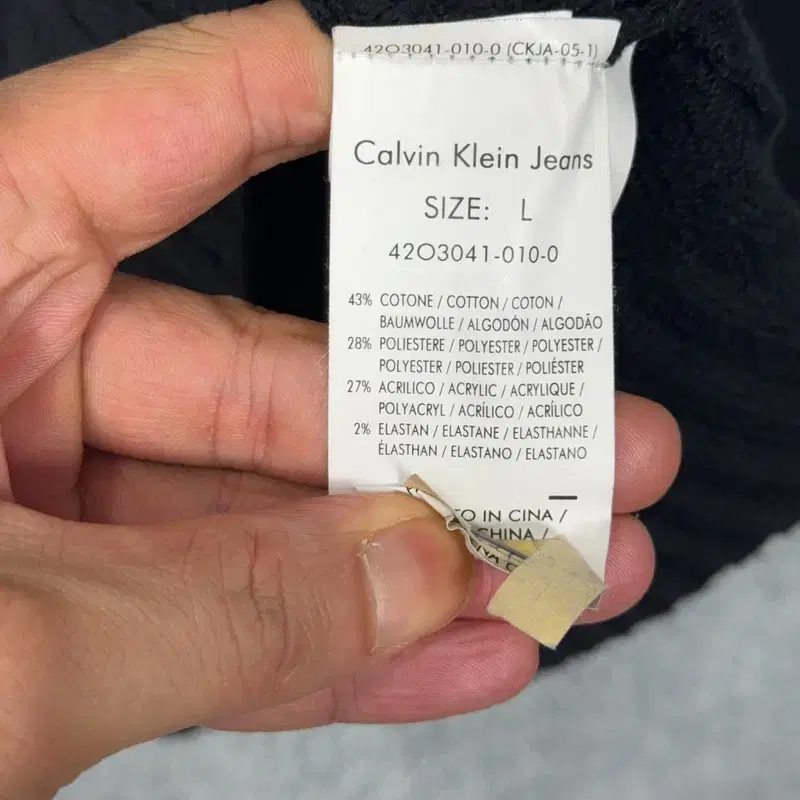 42O3041-010-0 (CKJA-05-1)
Calvin Klein Jeans
SIZE: L
42O3041-010-0
43% COTONE / COTTON / COTON /
BAUMWOLLE / ALGODÓN / ALGODÃO
28% POLIESTERE / POLYESTER / POLYESTER /
POLYESTER / POLIESTER / POLIÉSTER
27% ACRILICO / ACRYLIC / ACRYLIQUE /
POLYACRYL / ACRÍLICO / ACRÍLICO
2% ELASTAN / ELASTANE / ELASTHANNE /
ÉLASTHAN / ELASTANO / ELASTANO
IN CINA /
CHINA /